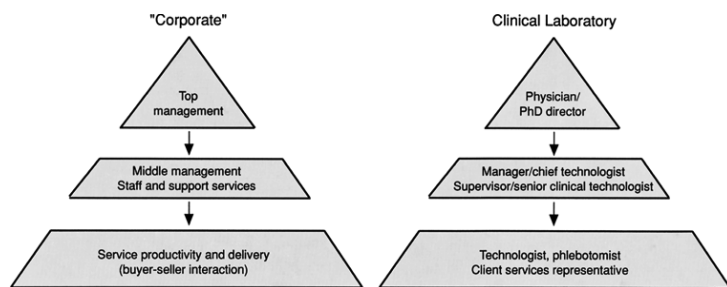 "Corporate"
Top
management
Middle management
Staff and support services
Service productivity and delivery
(buyer-seller interaction)
Clinical Laboratory
Physician/
PhD director
Manager/chief technologist
Supervisor/senior clinical technologist
Technologist, phlebotomist
Client services representative